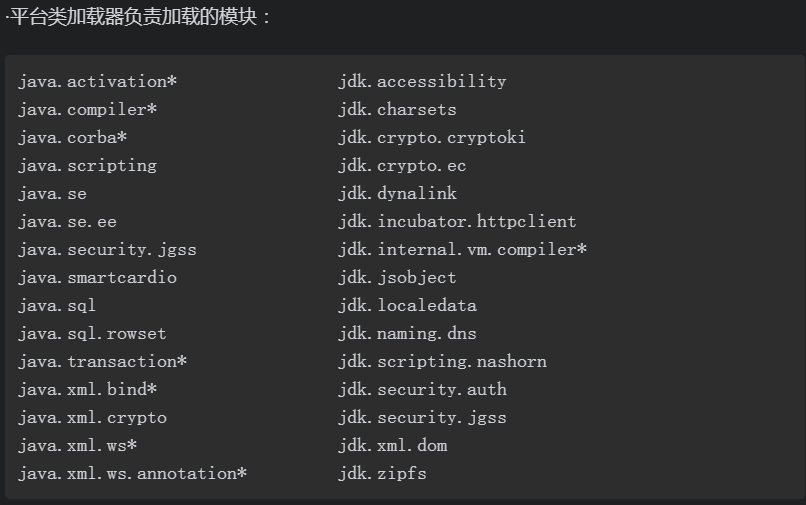 ·平台类加载器负责加载的模块：
java.activation* jdk.accessibility
java.compiler* jdk.charsets
java.corba* jdk.crypto.cryptoki
java.scripting jdk.crypto.ec
java.se jdk.dynalink
java.se.ee jdk.incubator.httpclient
java.security.jgss jdk.internal.vm.compiler*
java.smartcardio jdk.jsobject
java.sql jdk.localedata
java.sql.rowset jdk.naming.dns
java.transaction* jdk.scripting.nashorn
java.xml.bind* jdk.security.auth
java.xml.crypto jdk.security.jgss
java.xml.ws* jdk.xml.dom
java.xml.ws.annotation* jdk.zipfs